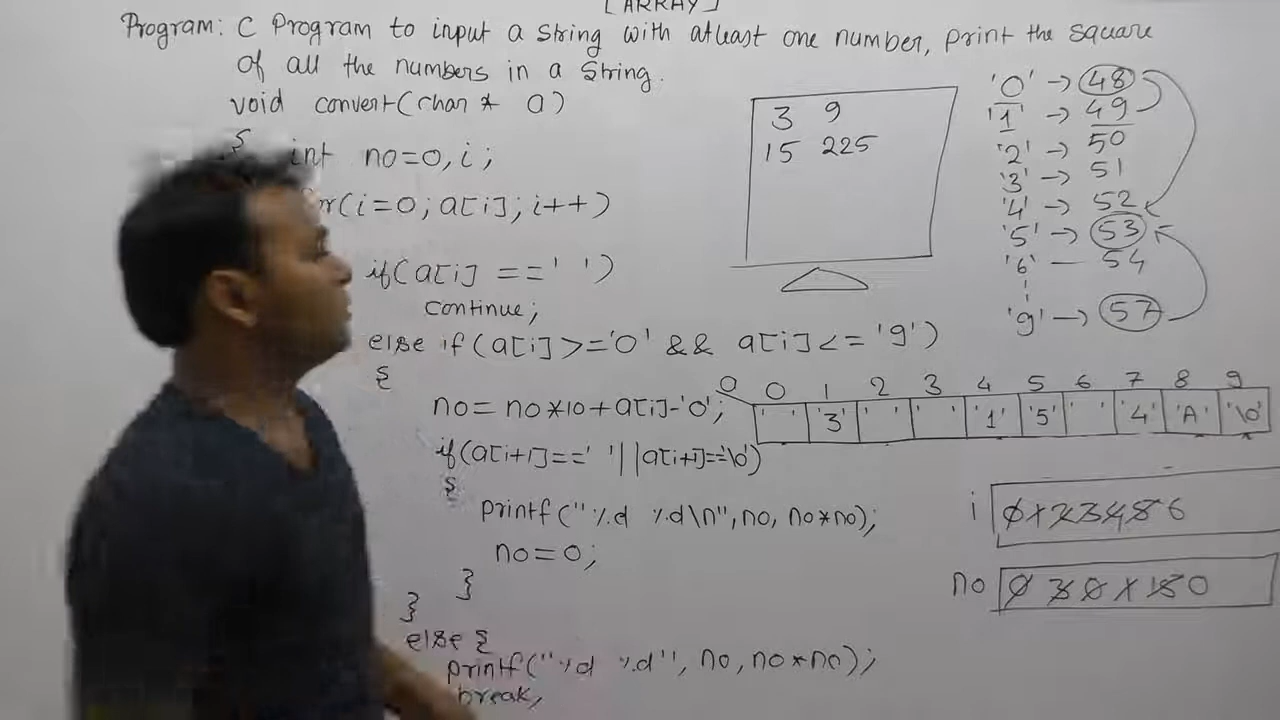 [ARRAY]
Program: C Program to input a string with atleast one number, print the square
of all the numbers in a string.
void convert(char * a)
{
int no=0,i;
r(i=0; a[i]; i++)
if(a[i] ==' ')
continue;
else if(a[i]>='0' && a[i]<='9')
{
no= no*10+a[i]-'0';
if(a[i+1]==' '||a[i+1]=='\0')
{
printf("%d %d\n",no, no*no);
no=0;
}
}
else {
printf("%d %d", no, no*no);
break;
3 9
15 225
'0' → 48
'1' → 49
'2' → 50
'3' → 51
'4' → 52
'5' → 53
'6' — 54
'9' → 57
a 0 1 2 3 4 5 6 7 8 9
' ' '3' ' ' ' ' '1' '5' ' ' '4' 'A' '\0'
i 0 1 2 3 4 5 6
no 0 3 0 1 15 0